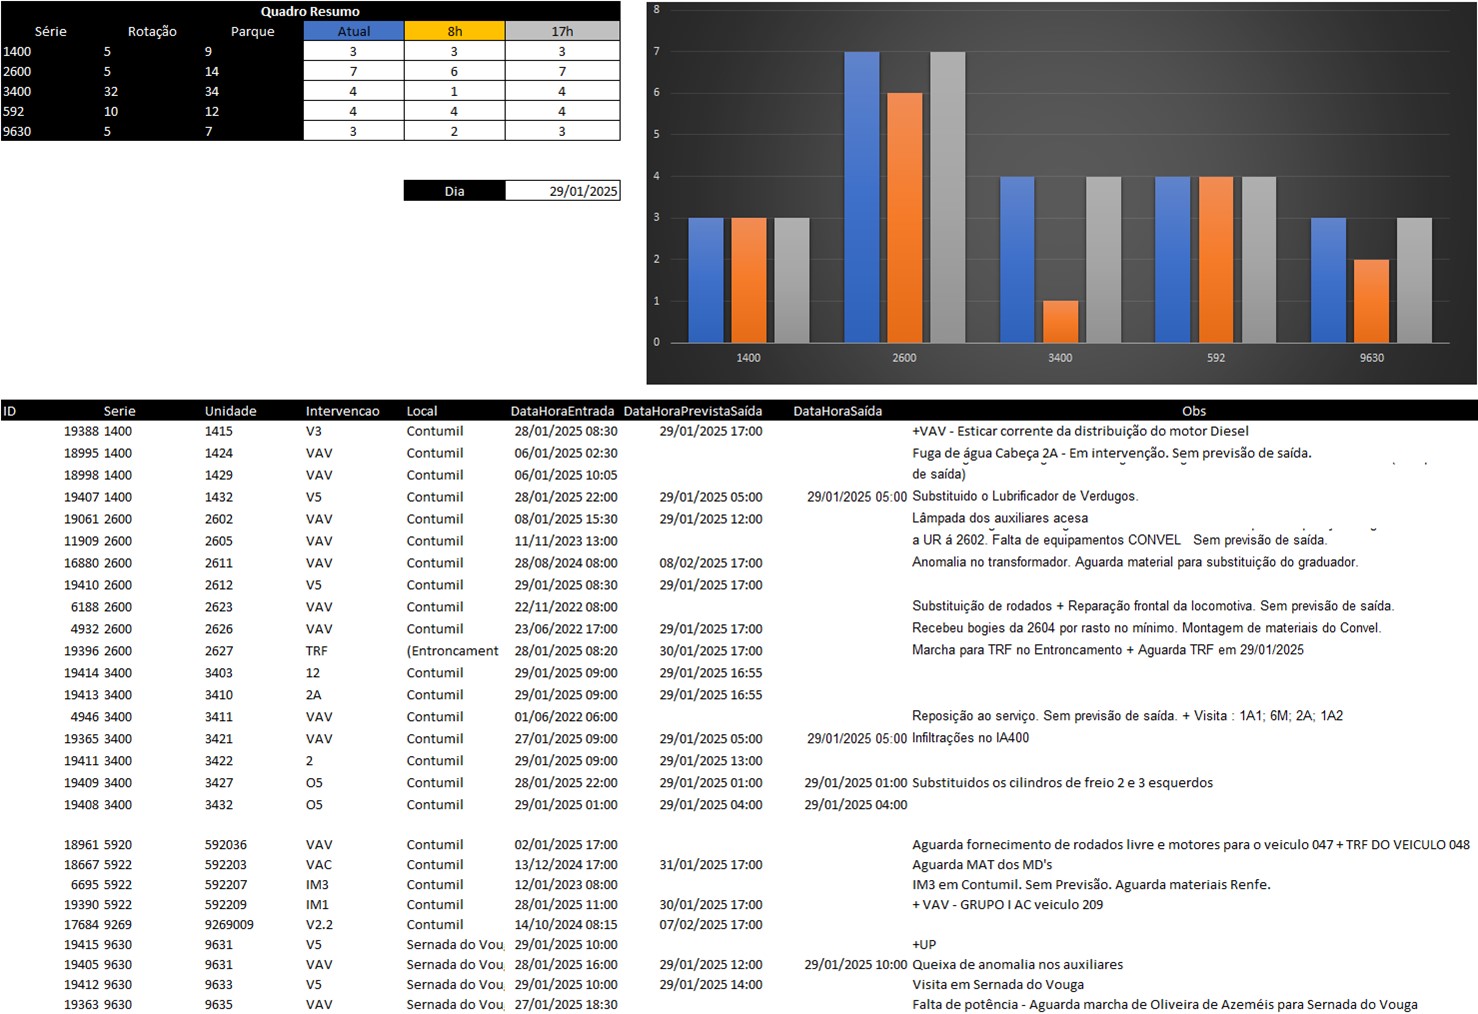 Quadro Resumo
Série Rotação Parque Atual 8h 17h
1400 5 9 3 3 3
2600 5 14 7 6 7
3400 32 34 4 1 4
592 10 12 4 4 4
9630 5 7 3 2 3
Dia 29/01/2025
8
7
6
5
4
3
2
1
0
1400 2600 3400 592 9630
ID Serie Unidade Intervencao Local DataHoraEntrada DataHoraPrevistaSaída DataHoraSaída Obs
19388 1400 1415 V3 Contumil 28/01/2025 08:30 29/01/2025 17:00 +VAV - Esticar corrente da distribuição do motor Diesel
18995 1400 1424 VAV Contumil 06/01/2025 02:30 Fuga de água Cabeça 2A - Em intervenção. Sem previsão de saída.
18998 1400 1429 VAV Contumil 06/01/2025 10:05 de saída)
19407 1400 1432 V5 Contumil 28/01/2025 22:00 29/01/2025 05:00 29/01/2025 05:00 Substituido o Lubrificador de Verdugos.
19061 2600 2602 VAV Contumil 08/01/2025 15:30 29/01/2025 12:00 Lâmpada dos auxiliares acesa
11909 2600 2605 VAV Contumil 11/11/2023 13:00 a UR á 2602. Falta de equipamentos CONVEL Sem previsão de saída.
16880 2600 2611 VAV Contumil 28/08/2024 08:00 08/02/2025 17:00 Anomalia no transformador. Aguarda material para substituição do graduador.
19410 2600 2612 V5 Contumil 29/01/2025 08:30 29/01/2025 17:00
6188 2600 2623 VAV Contumil 22/11/2022 08:00 Substituição de rodados + Reparação frontal da locomotiva. Sem previsão de saída.
4932 2600 2626 VAV Contumil 23/06/2022 17:00 29/01/2025 17:00 Recebeu bogies da 2604 por rasto no mínimo. Montagem de materiais do Convel.
19396 2600 2627 TRF (Entroncament 28/01/2025 08:20 30/01/2025 17:00 Marcha para TRF no Entroncamento + Aguarda TRF em 29/01/2025
19414 3400 3403 12 Contumil 29/01/2025 09:00 29/01/2025 16:55
19413 3400 3410 2A Contumil 29/01/2025 09:00 29/01/2025 16:55
4946 3400 3411 VAV Contumil 01/06/2022 06:00 Reposição ao serviço. Sem previsão de saída. + Visita : 1A1; 6M; 2A; 1A2
19365 3400 3421 VAV Contumil 27/01/2025 09:00 29/01/2025 05:00 29/01/2025 05:00 Infiltrações no IA400
19411 3400 3422 2 Contumil 29/01/2025 09:00 29/01/2025 13:00
19409 3400 3427 O5 Contumil 28/01/2025 22:00 29/01/2025 01:00 29/01/2025 01:00 Substituidos os cilindros de freio 2 e 3 esquerdos
19408 3400 3432 O5 Contumil 29/01/2025 01:00 29/01/2025 04:00 29/01/2025 04:00
18961 5920 592036 VAV Contumil 02/01/2025 17:00 Aguarda fornecimento de rodados livre e motores para o veiculo 047 + TRF DO VEICULO 048
18667 5922 592203 VAC Contumil 13/12/2024 17:00 31/01/2025 17:00 Aguarda MAT dos MD's
6695 5922 592207 IM3 Contumil 12/01/2023 08:00 IM3 em Contumil. Sem Previsão. Aguarda materiais Renfe.
19390 5922 592209 IM1 Contumil 28/01/2025 11:00 30/01/2025 17:00 + VAV - GRUPO I AC veiculo 209
17684 9269 9269009 V2.2 Contumil 14/10/2024 08:15 07/02/2025 17:00
19415 9630 9631 V5 Sernada do Vou 29/01/2025 10:00 +UP
19405 9630 9631 VAV Sernada do Vou 28/01/2025 16:00 29/01/2025 12:00 29/01/2025 10:00 Queixa de anomalia nos auxiliares
19412 9630 9633 V5 Sernada do Vou 29/01/2025 10:00 29/01/2025 14:00 Visita em Sernada do Vouga
19363 9630 9635 VAV Sernada do Vou 27/01/2025 18:30 Falta de potência - Aguarda marcha de Oliveira de Azeméis para Sernada do Vouga